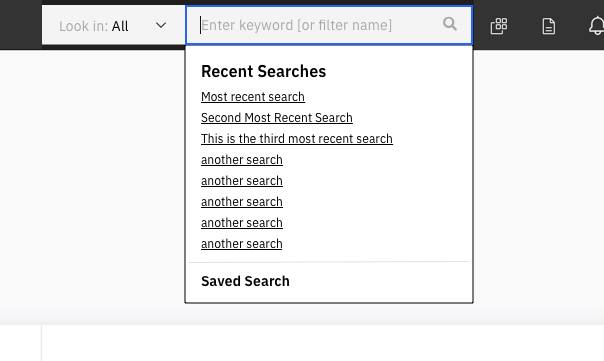 Look in: All
Enter keyword [or filter name]
Recent Searches
Most recent search
Second Most Recent Search
This is the third most recent search
another search
another search
another search
another search
another search
Saved Search